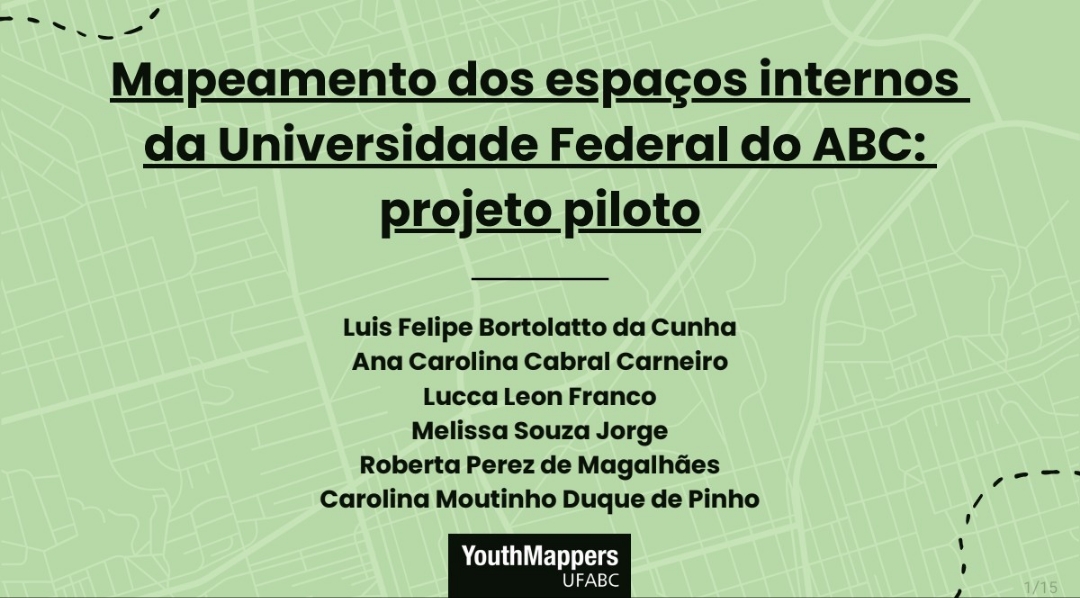 Mapeamento dos espaços internos
da Universidade Federal do ABC:
projeto piloto
Luis Felipe Bortolatto da Cunha
Ana Carolina Cabral Carneiro
Lucca Leon Franco
Melissa Souza Jorge
Roberta Perez de Magalhães
Carolina Moutinho Duque de Pinho
YouthMappers
UFABC
1/15